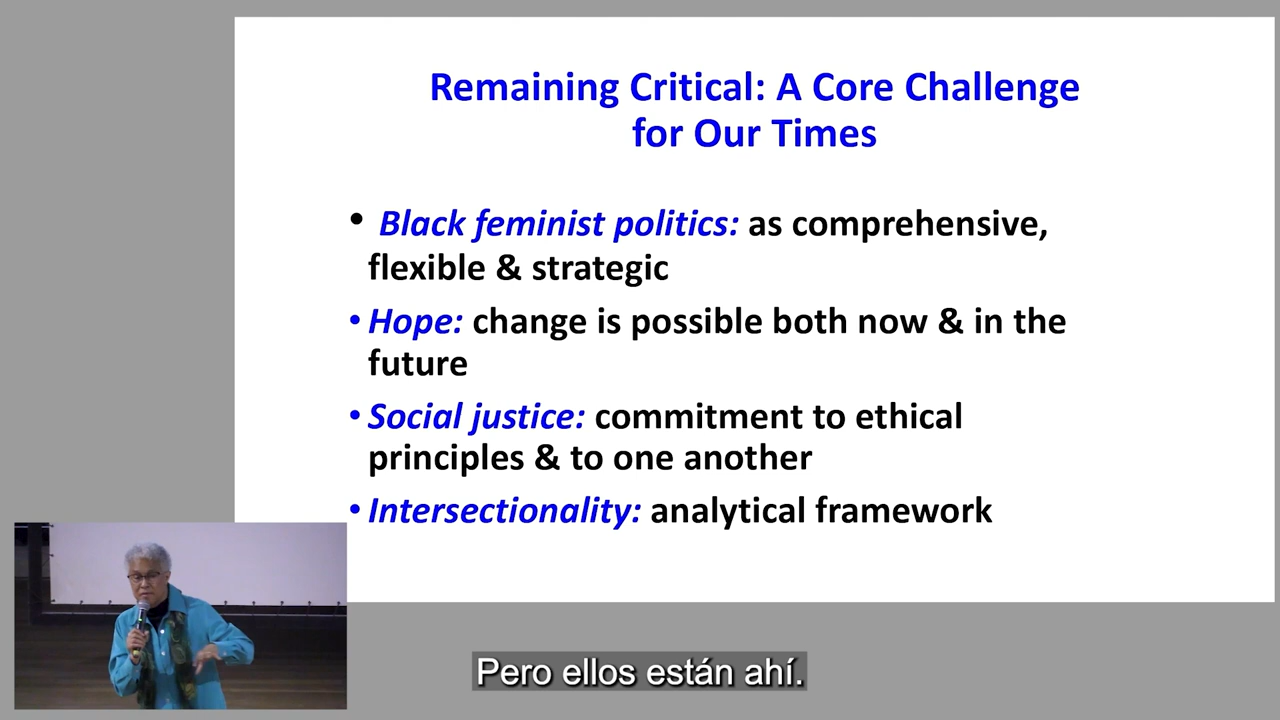 Remaining Critical: A Core Challenge
for Our Times
• Black feminist politics: as comprehensive,
flexible & strategic
• Hope: change is possible both now & in the
future
• Social justice: commitment to ethical
principles & to one another
• Intersectionality: analytical framework
Pero ellos están ahí.